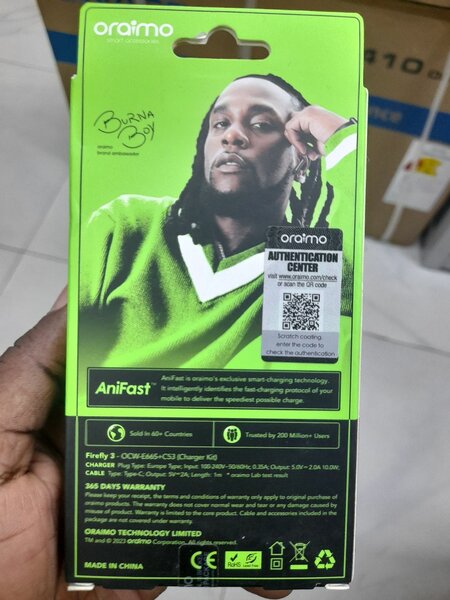 oraimo
smart accessories
BURNA
BOY
oraimo
brand ambassador
410a
oraimo
AUTHENTICATION
CENTER
visit www.oraimo.com/check
or scan the QR code
Scratch coating,
enter the code to
check the authentication
AniFast™
AniFast is oraimo's exclusive smart-charging technology.
It intelligently identifies the fast-charging protocol of your
mobile to deliver the speediest possible charge.
Sold In 60+ Countries
Trusted by 200 Million+ Users
Firefly 3 - OCW-E66S+C53 (Charger Kit)
CHARGER Plug Type: Europe Type; Input: 100-240V~50/60Hz, 0.35A; Output: 5.0V⎓2.0A 10.0W;
CABLE Type: Type-C; Output: 5V⎓2A; Length: 1m * oraimo Lab test result
365 DAYS WARRANTY
Please keep your receipt, the terms and conditions of warranty only apply to original purchase of
oraimo products. The warranty does not cover normal wear and tear or any damage caused by
misuse of product. Warranty is limited to the core product. Cable and accessories included in the
package are not covered under warranty.
ORAIMO TECHNOLOGY LIMITED
TM and © 2023 oraimo Corporation. All rights reserved.
MADE IN CHINA
CE
RoHS